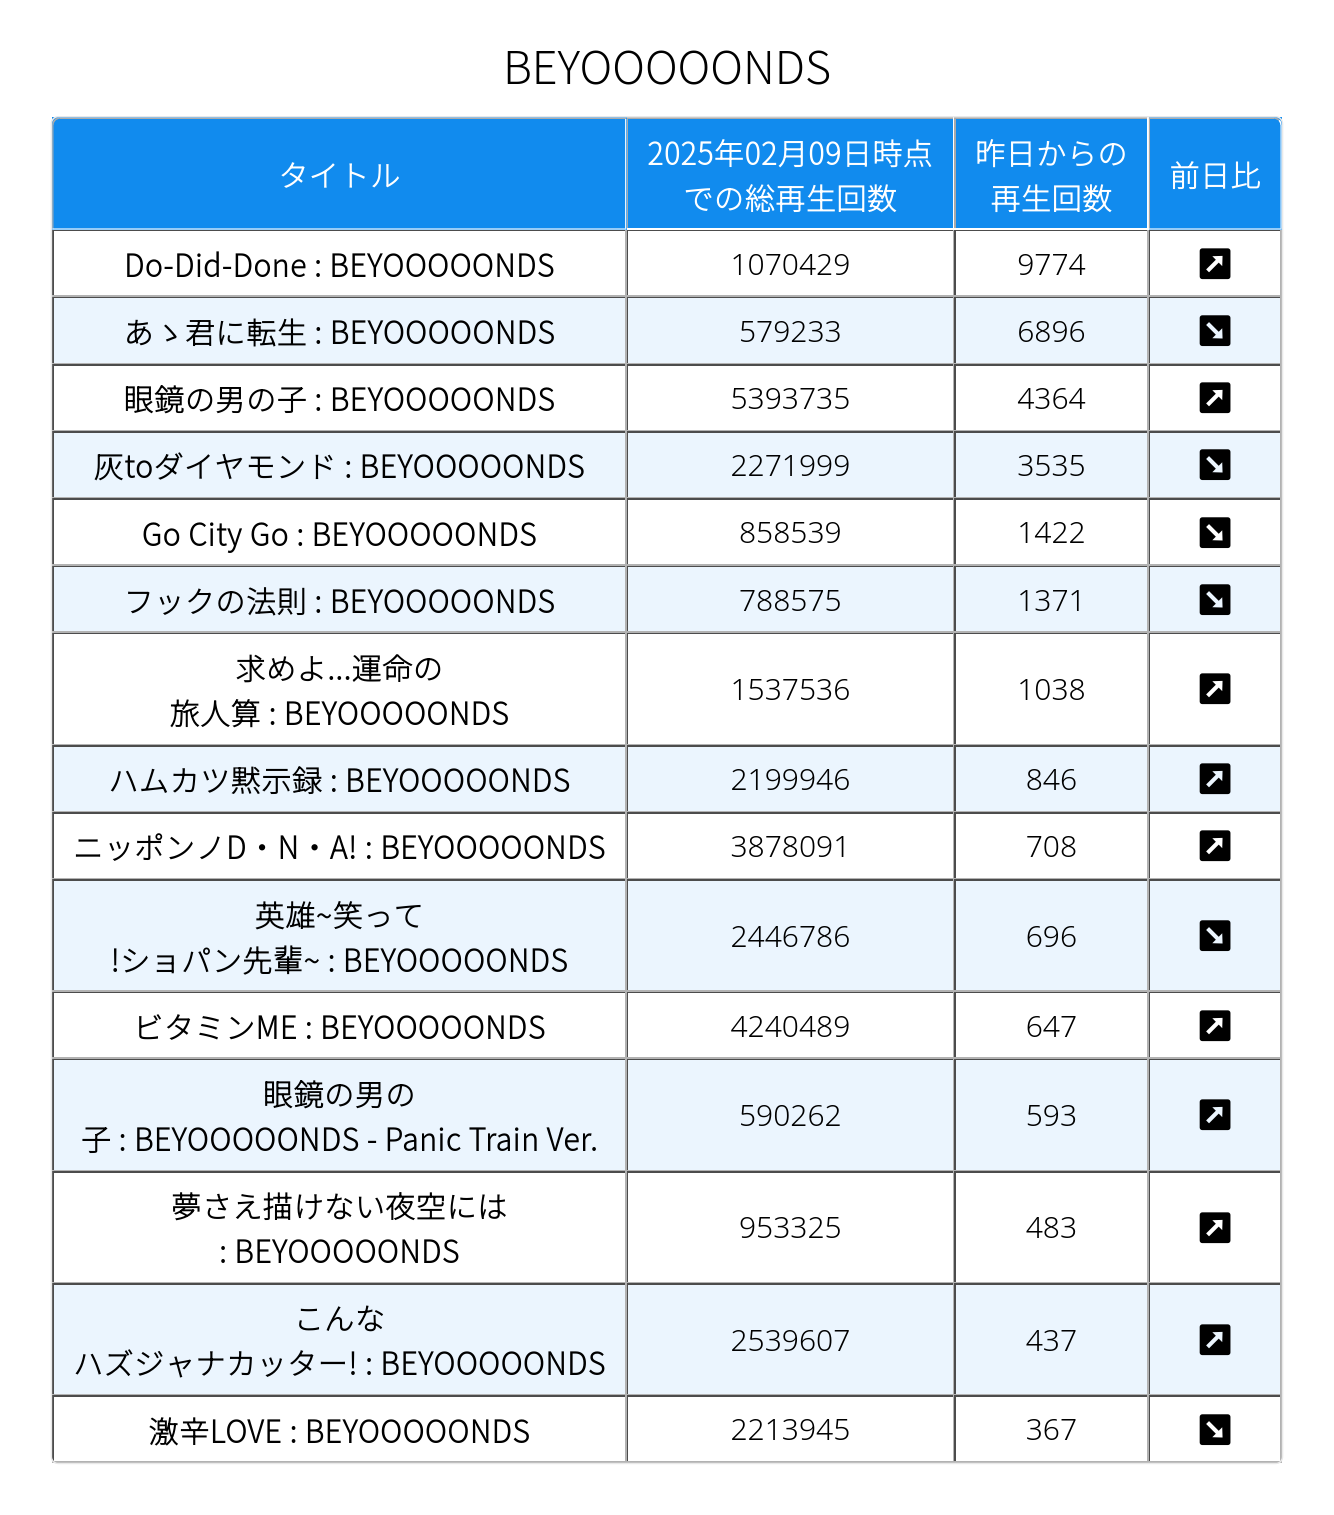 BEYOOOOONDS
タイトル
2025年02月09日時点
での総再生回数
昨日からの
再生回数
前日比
Do-Did-Done : BEYOOOOONDS 1070429 9774
あゝ君に転生 : BEYOOOOONDS 579233 6896
眼鏡の男の子 : BEYOOOOONDS 5393735 4364
灰toダイヤモンド : BEYOOOOONDS 2271999 3535
Go City Go : BEYOOOOONDS 858539 1422
フックの法則 : BEYOOOOONDS 788575 1371
求めよ...運命の
旅人算 : BEYOOOOONDS 1537536 1038
ハムカツ黙示録 : BEYOOOOONDS 2199946 846
ニッポンノD・N・A! : BEYOOOOONDS 3878091 708
英雄~笑って
!ショパン先輩~ : BEYOOOOONDS 2446786 696
ビタミンME : BEYOOOOONDS 4240489 647
眼鏡の男の
子 : BEYOOOOONDS - Panic Train Ver. 590262 593
夢さえ描けない夜空には
: BEYOOOOONDS 953325 483
こんな
ハズジャナカッター! : BEYOOOOONDS 2539607 437
激辛LOVE : BEYOOOOONDS 2213945 367